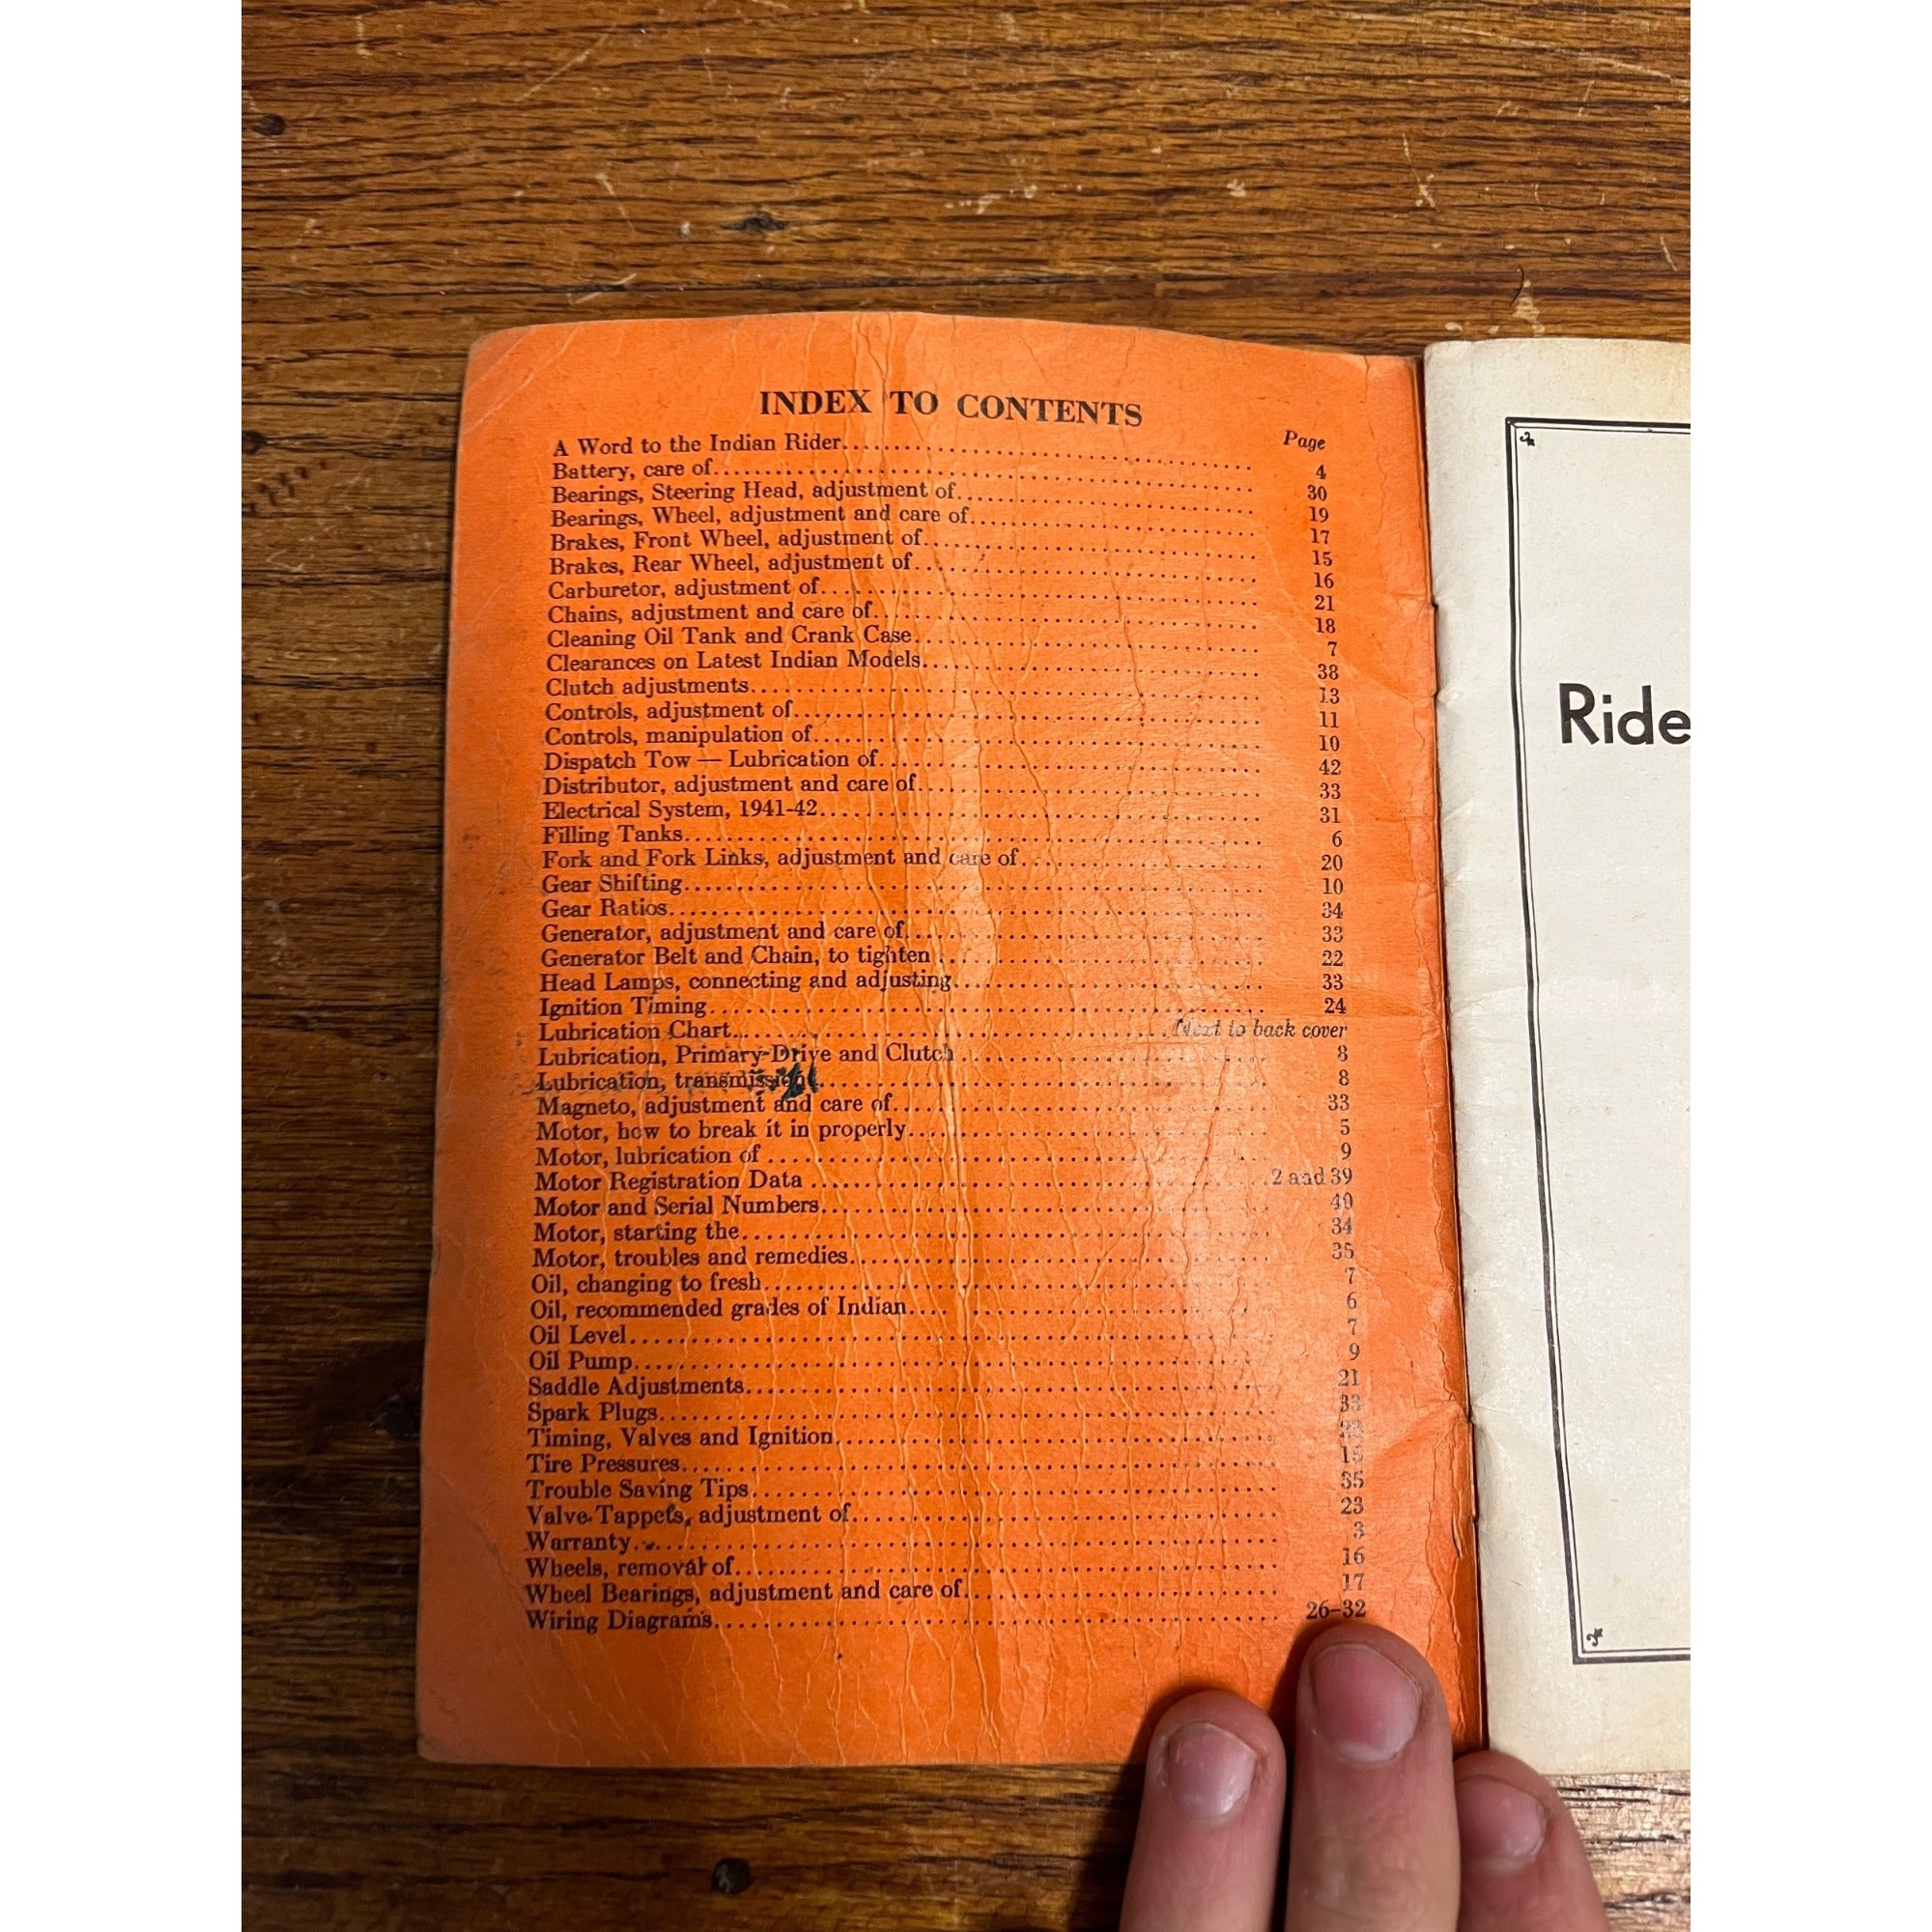 INDEX TO CONTENTS
Page
A Word to the Indian Rider.......... 4
Battery, care of.......... 30
Bearings, Steering Head, adjustment of.......... 19
Bearings, Wheel, adjustment and care of.......... 17
Brakes, Front Wheel, adjustment of.......... 15
Brakes, Rear Wheel, adjustment of.......... 16
Carburetor, adjustment of.......... 21
Chains, adjustment and care of.......... 18
Cleaning Oil Tank and Crank Case.......... 7
Clearances on Latest Indian Models.......... 38
Clutch adjustments.......... 13
Controls, adjustment of.......... 11
Controls, manipulation of.......... 10
Dispatch Tow — Lubrication of.......... 42
Distributor, adjustment and care of.......... 33
Electrical System, 1941-42.......... 31
Filling Tanks.......... 6
Fork and Fork Links, adjustment and care of.......... 20
Gear Shifting.......... 10
Gear Ratios.......... 34
Generator, adjustment and care of.......... 33
Generator Belt and Chain, to tighten.......... 22
Head Lamps, connecting and adjusting.......... 33
Ignition Timing.......... 24
Lubrication Chart.......... Next to back cover
Lubrication, Primary-Drive and Clutch.......... 8
Lubrication, transmission.......... 8
Magneto, adjustment and care of.......... 33
Motor, how to break it in properly.......... 5
Motor, lubrication of.......... 9
Motor Registration Data.......... 2 and 39
Motor and Serial Numbers.......... 40
Motor, starting the.......... 34
Motor, troubles and remedies.......... 35
Oil, changing to fresh.......... 7
Oil, recommended grades of Indian.......... 6
Oil Level.......... 7
Oil Pump.......... 9
Saddle Adjustments.......... 21
Spark Plugs.......... 33
Timing, Valves and Ignition..........
Tire Pressures.......... 15
Trouble Saving Tips.......... 35
Valve Tappets, adjustment of.......... 23
Warranty.......... 3
Wheels, removal of.......... 16
Wheel Bearings, adjustment and care of.......... 17
Wiring Diagrams.......... 26-32
Ride